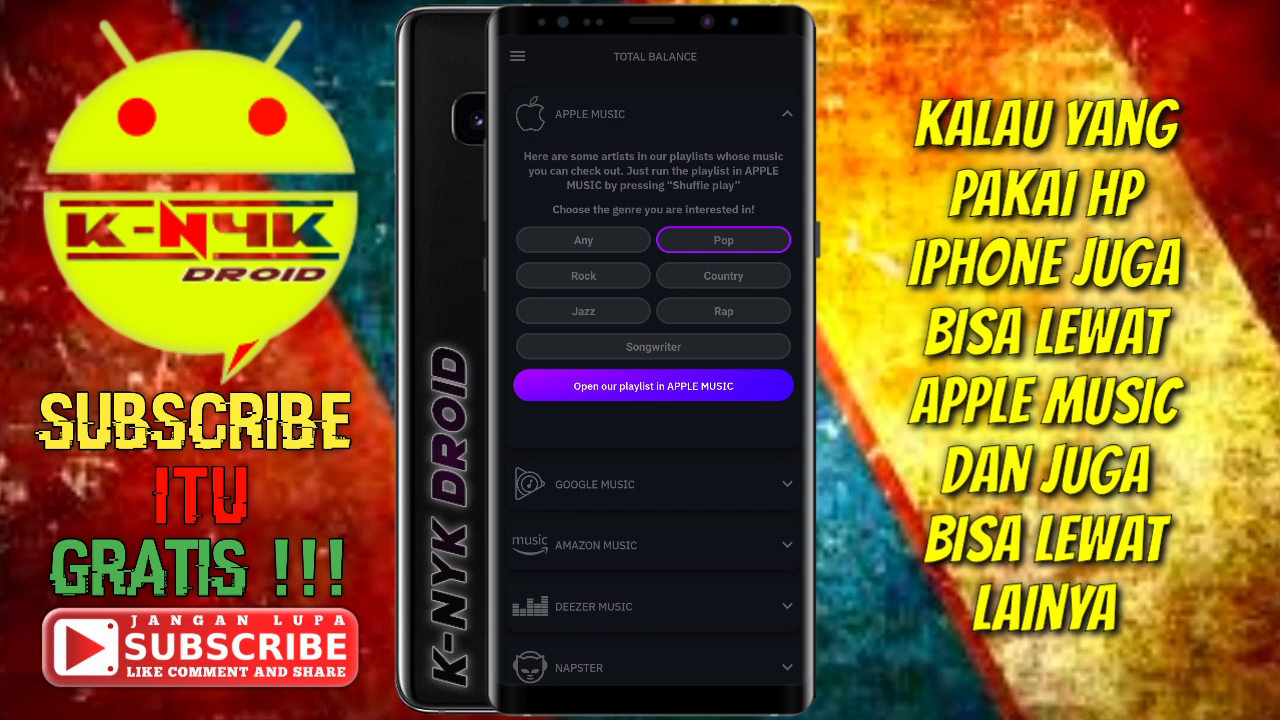 K-N4K
DROID
SUBSCRIBE
ITU
GRATIS !!!
JANGAN LUPA
SUBSCRIBE
LIKE COMMENT AND SHARE
K-NYK DROID
TOTAL BALANCE
APPLE MUSIC
Here are some artists in our playlists whose music
you can check out. Just run the playlist in APPLE
MUSIC by pressing “Shuffle play”
Choose the genre you are interested in!
Any
Pop
Rock
Country
Jazz
Rap
Songwriter
Open our playlist in APPLE MUSIC
GOOGLE MUSIC
music
AMAZON MUSIC
DEEZER MUSIC
NAPSTER
KALAU YANG
PAKAI HP
IPHONE JUGA
BISA LEWAT
APPLE MUSIC
DAN JUGA
BISA LEWAT
LAINYA